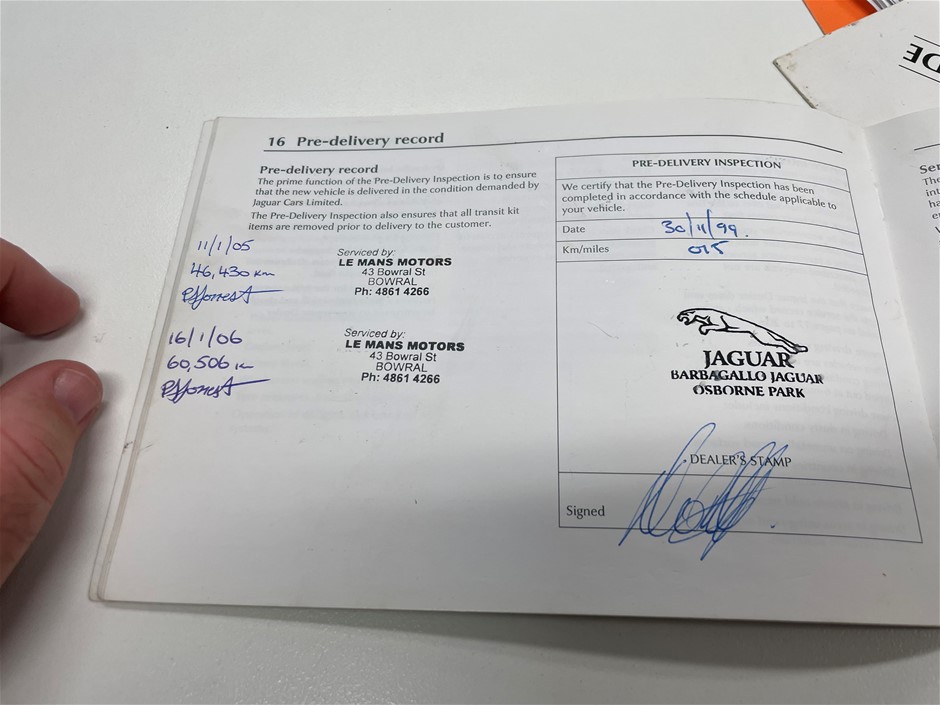 16 Pre-delivery record
Pre-delivery record
The prime function of the Pre-Delivery Inspection is to ensure
that the new vehicle is delivered in the condition demanded by
Jaguar Cars Limited.
The Pre-Delivery Inspection also ensures that all transit kit
items are removed prior to delivery to the customer.
11/1/05
46,430 km
Serviced by:
LE MANS MOTORS
43 Bowral St
BOWRAL
Ph: 4861 4266
16/1/06
60,506 km
Serviced by:
LE MANS MOTORS
43 Bowral St
BOWRAL
Ph: 4861 4266
PRE-DELIVERY INSPECTION
We certify that the Pre-Delivery Inspection has been
completed in accordance with the schedule applicable to
your vehicle.
Date 30/11/99.
Km/miles 015
JAGUAR
BARBAGALLO JAGUAR
OSBORNE PARK
DEALER'S STAMP
Signed